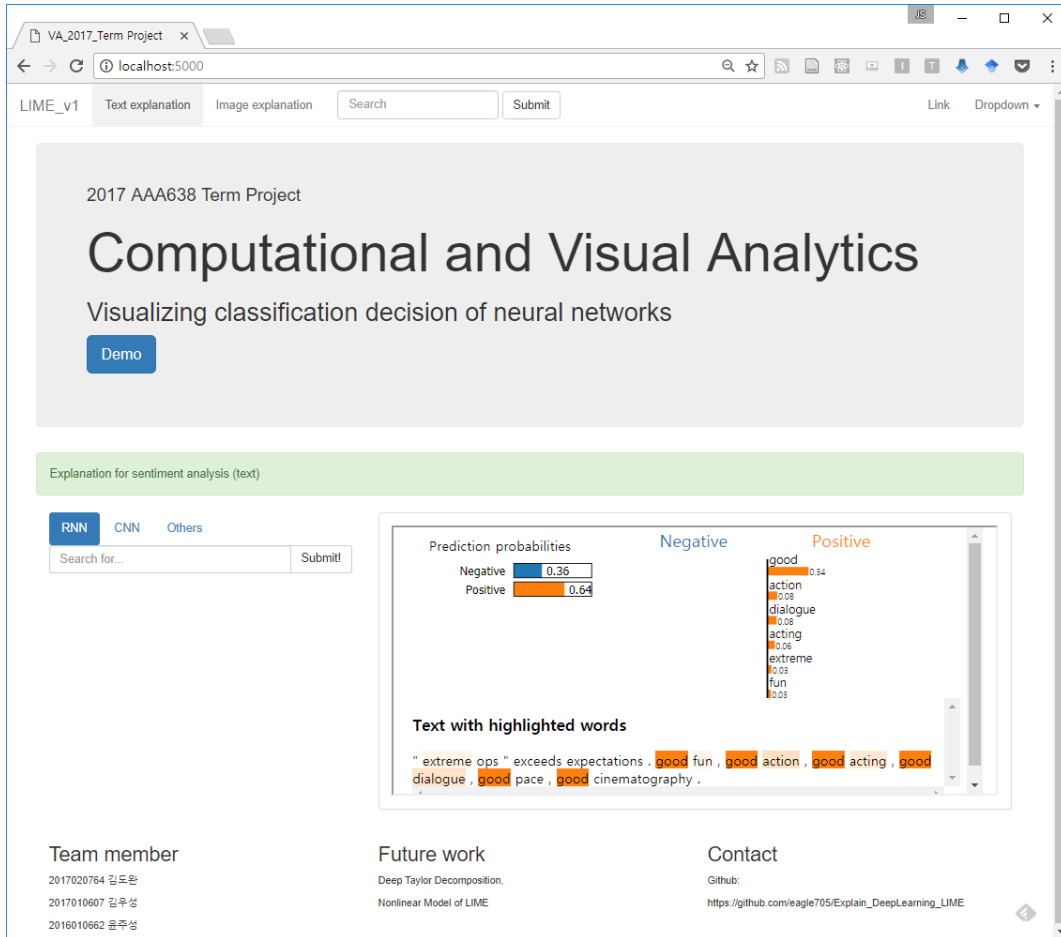 JS
VA_2017_Term Project
localhost:5000
LIME_v1 Text explanation Image explanation Search Submit Link Dropdown
2017 AAA638 Term Project
Computational and Visual Analytics
Visualizing classification decision of neural networks
Demo
Explanation for sentiment analysis (text)
RNN CNN Others
Search for... Submit!
Prediction probabilities
Negative 0.36
Positive 0.64
Negative Positive
good
0.34
action
0.08
dialogue
0.08
acting
0.06
extreme
0.03
fun
0.03
Text with highlighted words
" extreme ops " exceeds expectations . good fun , good action , good acting , good
dialogue , good pace , good cinematography .
Team member
2017020764 김도완
2017010607 김우성
2016010662 윤주성
Future work
Deep Taylor Decomposition,
Nonlinear Model of LIME
Contact
Github:
https://github.com/eagle705/Explain_DeepLearning_LIME